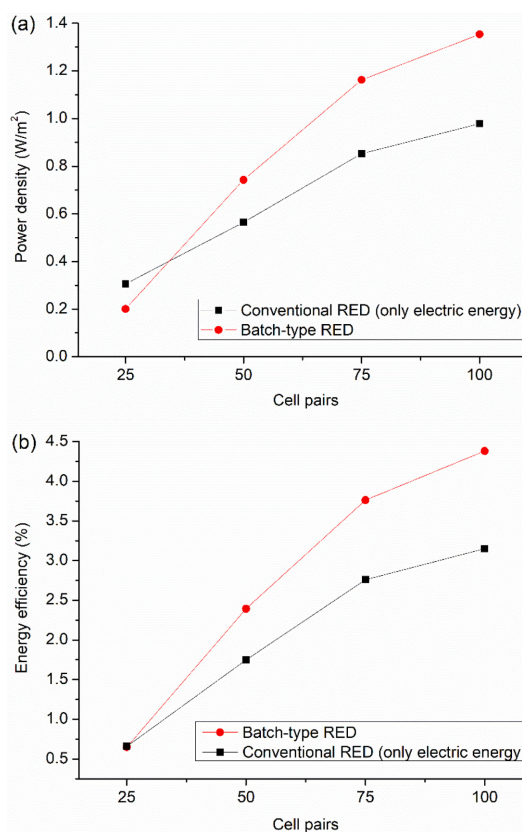 (a)
1.4
1.2
1.0
0.8
0.6
0.4
0.2
0.0
Power density (W/m²)
Conventional RED (only electric energy)
Batch-type RED
25 50 75 100
Cell pairs
(b)
4.5
4.0
3.5
3.0
2.5
2.0
1.5
1.0
0.5
Energy efficiency (%)
Batch-type RED
Conventional RED (only electric energy)
25 50 75 100
Cell pairs